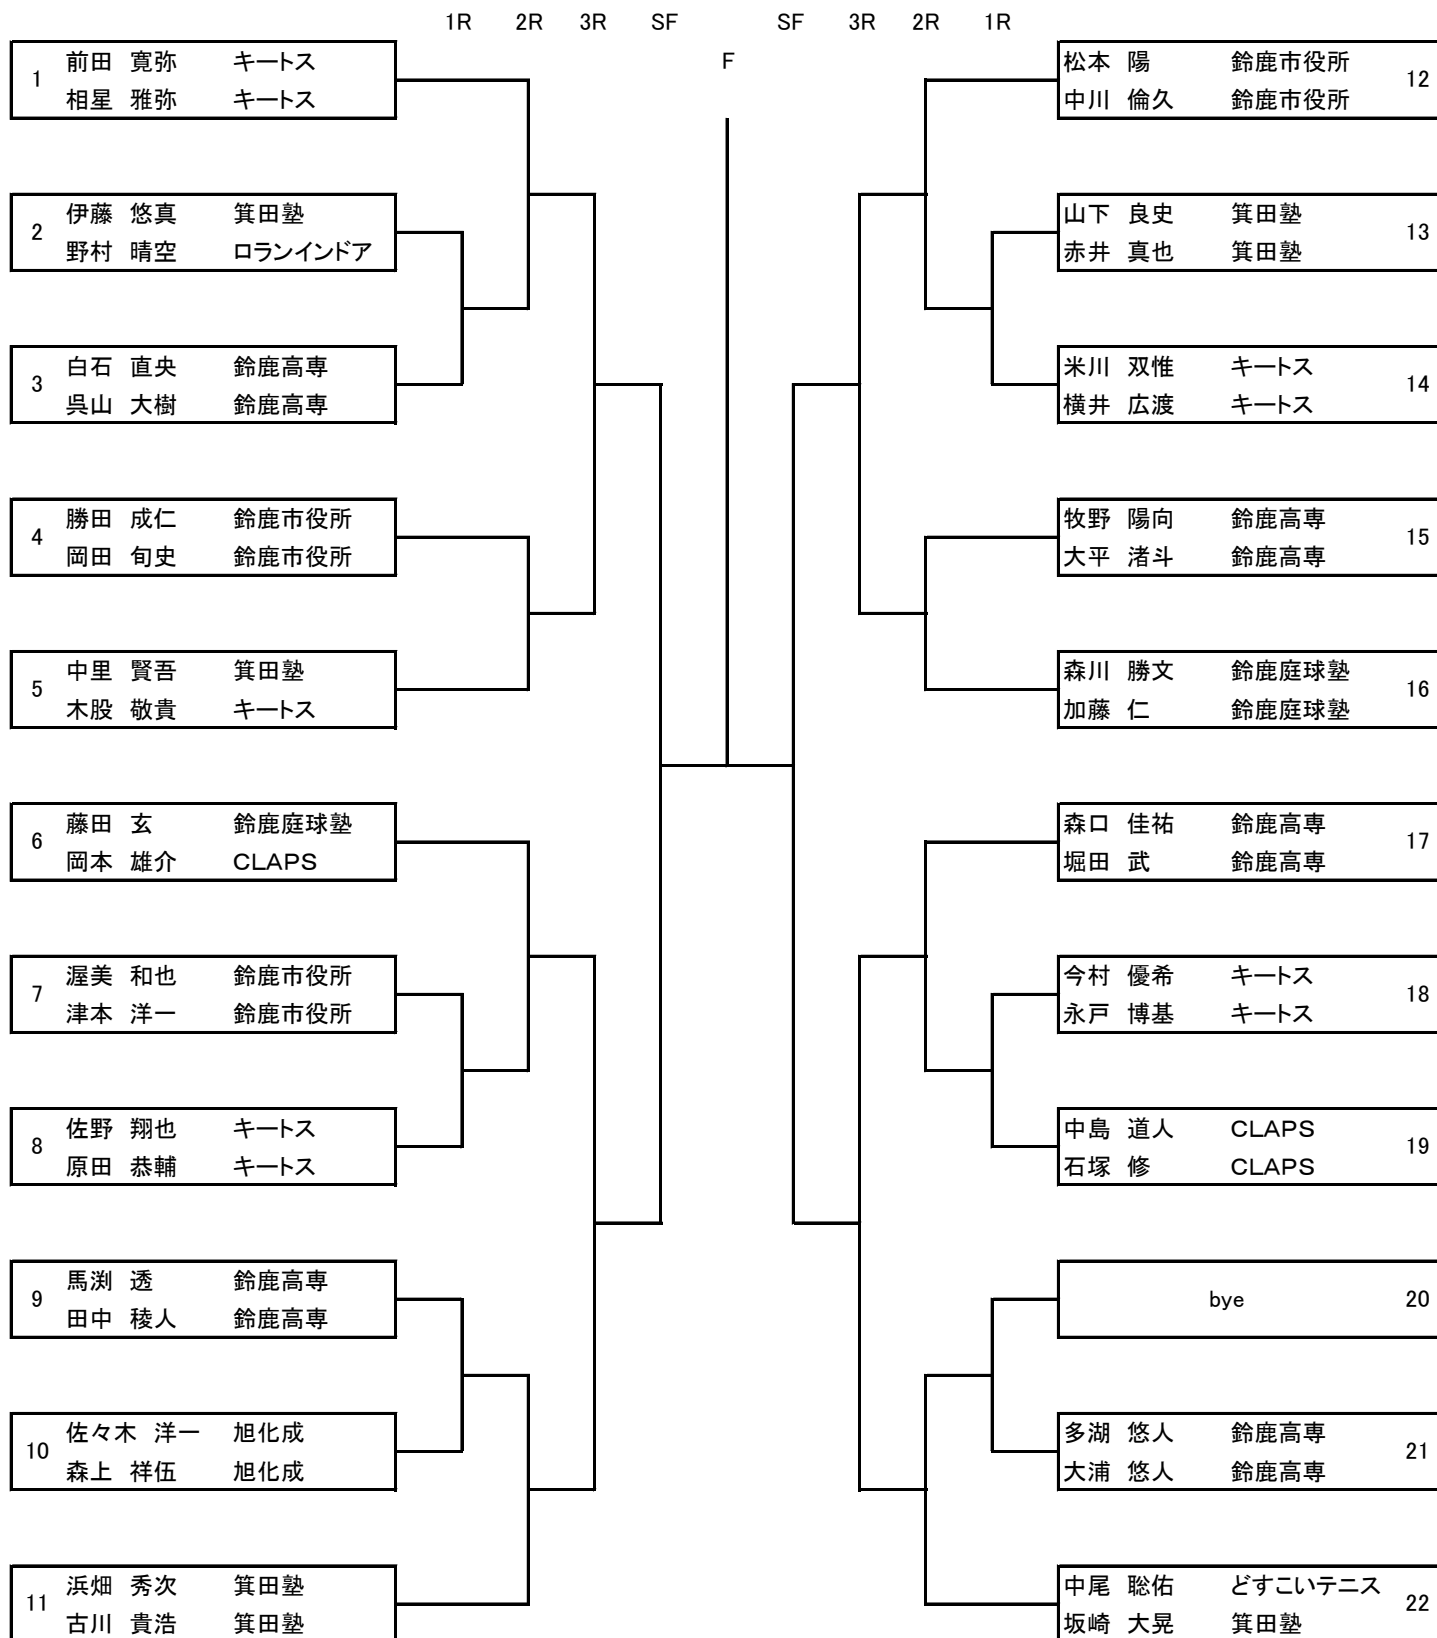 1R 2R 3R SF SF 3R 2R 1R
F
1 前田 寛弥 キートス
相星 雅弥 キートス
2 伊藤 悠真 箕田塾
野村 晴空 ロランインドア
3 白石 直央 鈴鹿高専
呉山 大樹 鈴鹿高専
4 勝田 成仁 鈴鹿市役所
岡田 旬史 鈴鹿市役所
5 中里 賢吾 箕田塾
木股 敬貴 キートス
6 藤田 玄 鈴鹿庭球塾
岡本 雄介 CLAPS
7 渥美 和也 鈴鹿市役所
津本 洋一 鈴鹿市役所
8 佐野 翔也 キートス
原田 恭輔 キートス
9 馬渕 透 鈴鹿高専
田中 稜人 鈴鹿高専
10 佐々木 洋一 旭化成
森上 祥伍 旭化成
11 浜畑 秀次 箕田塾
古川 貴浩 箕田塾
松本 陽 鈴鹿市役所 12
中川 倫久 鈴鹿市役所
山下 良史 箕田塾 13
赤井 真也 箕田塾
米川 双惟 キートス 14
横井 広渡 キートス
牧野 陽向 鈴鹿高専 15
大平 渚斗 鈴鹿高専
森川 勝文 鈴鹿庭球塾 16
加藤 仁 鈴鹿庭球塾
森口 佳祐 鈴鹿高専 17
堀田 武 鈴鹿高専
今村 優希 キートス 18
永戸 博基 キートス
中島 道人 CLAPS 19
石塚 修 CLAPS
bye 20
多湖 悠人 鈴鹿高専 21
大浦 悠人 鈴鹿高専
中尾 聡佑 どすこいテニス 22
坂崎 大晃 箕田塾